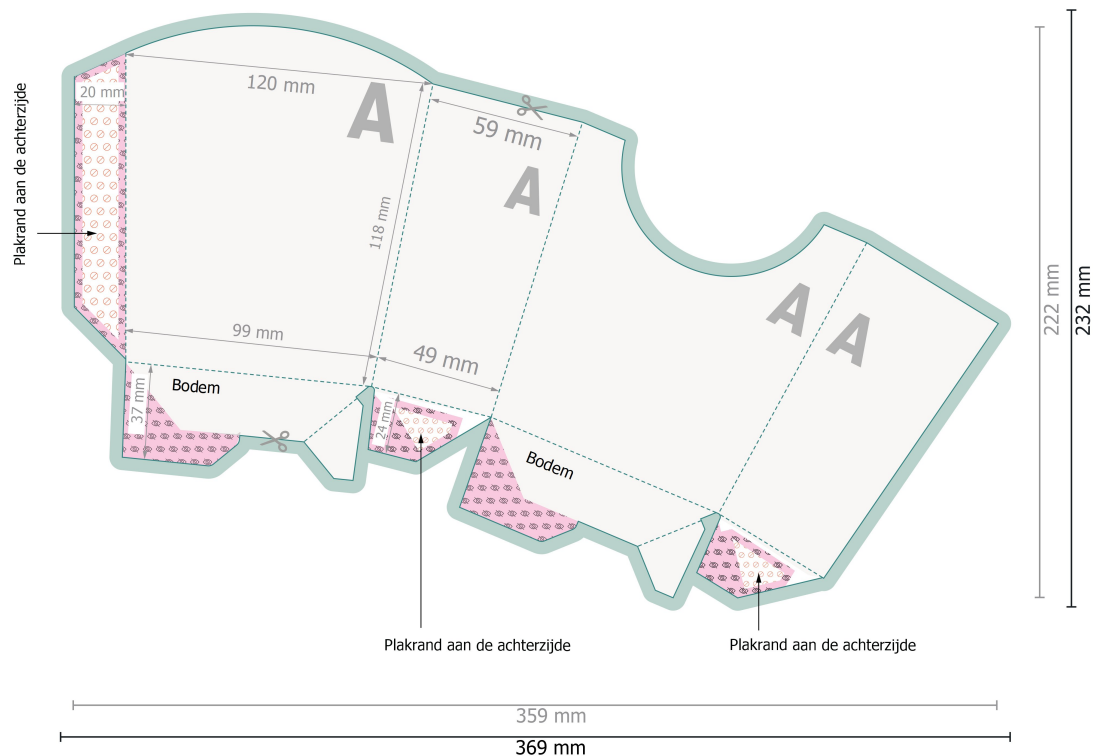 120 mm
20 mm
A
59 mm
A
Plakrand aan de achterzijde
118 mm
A
A
222 mm
232 mm
99 mm
49 mm
Bodem
37 mm
24 mm
Bodem
Plakrand aan de achterzijde
Plakrand aan de achterzijde
359 mm
369 mm